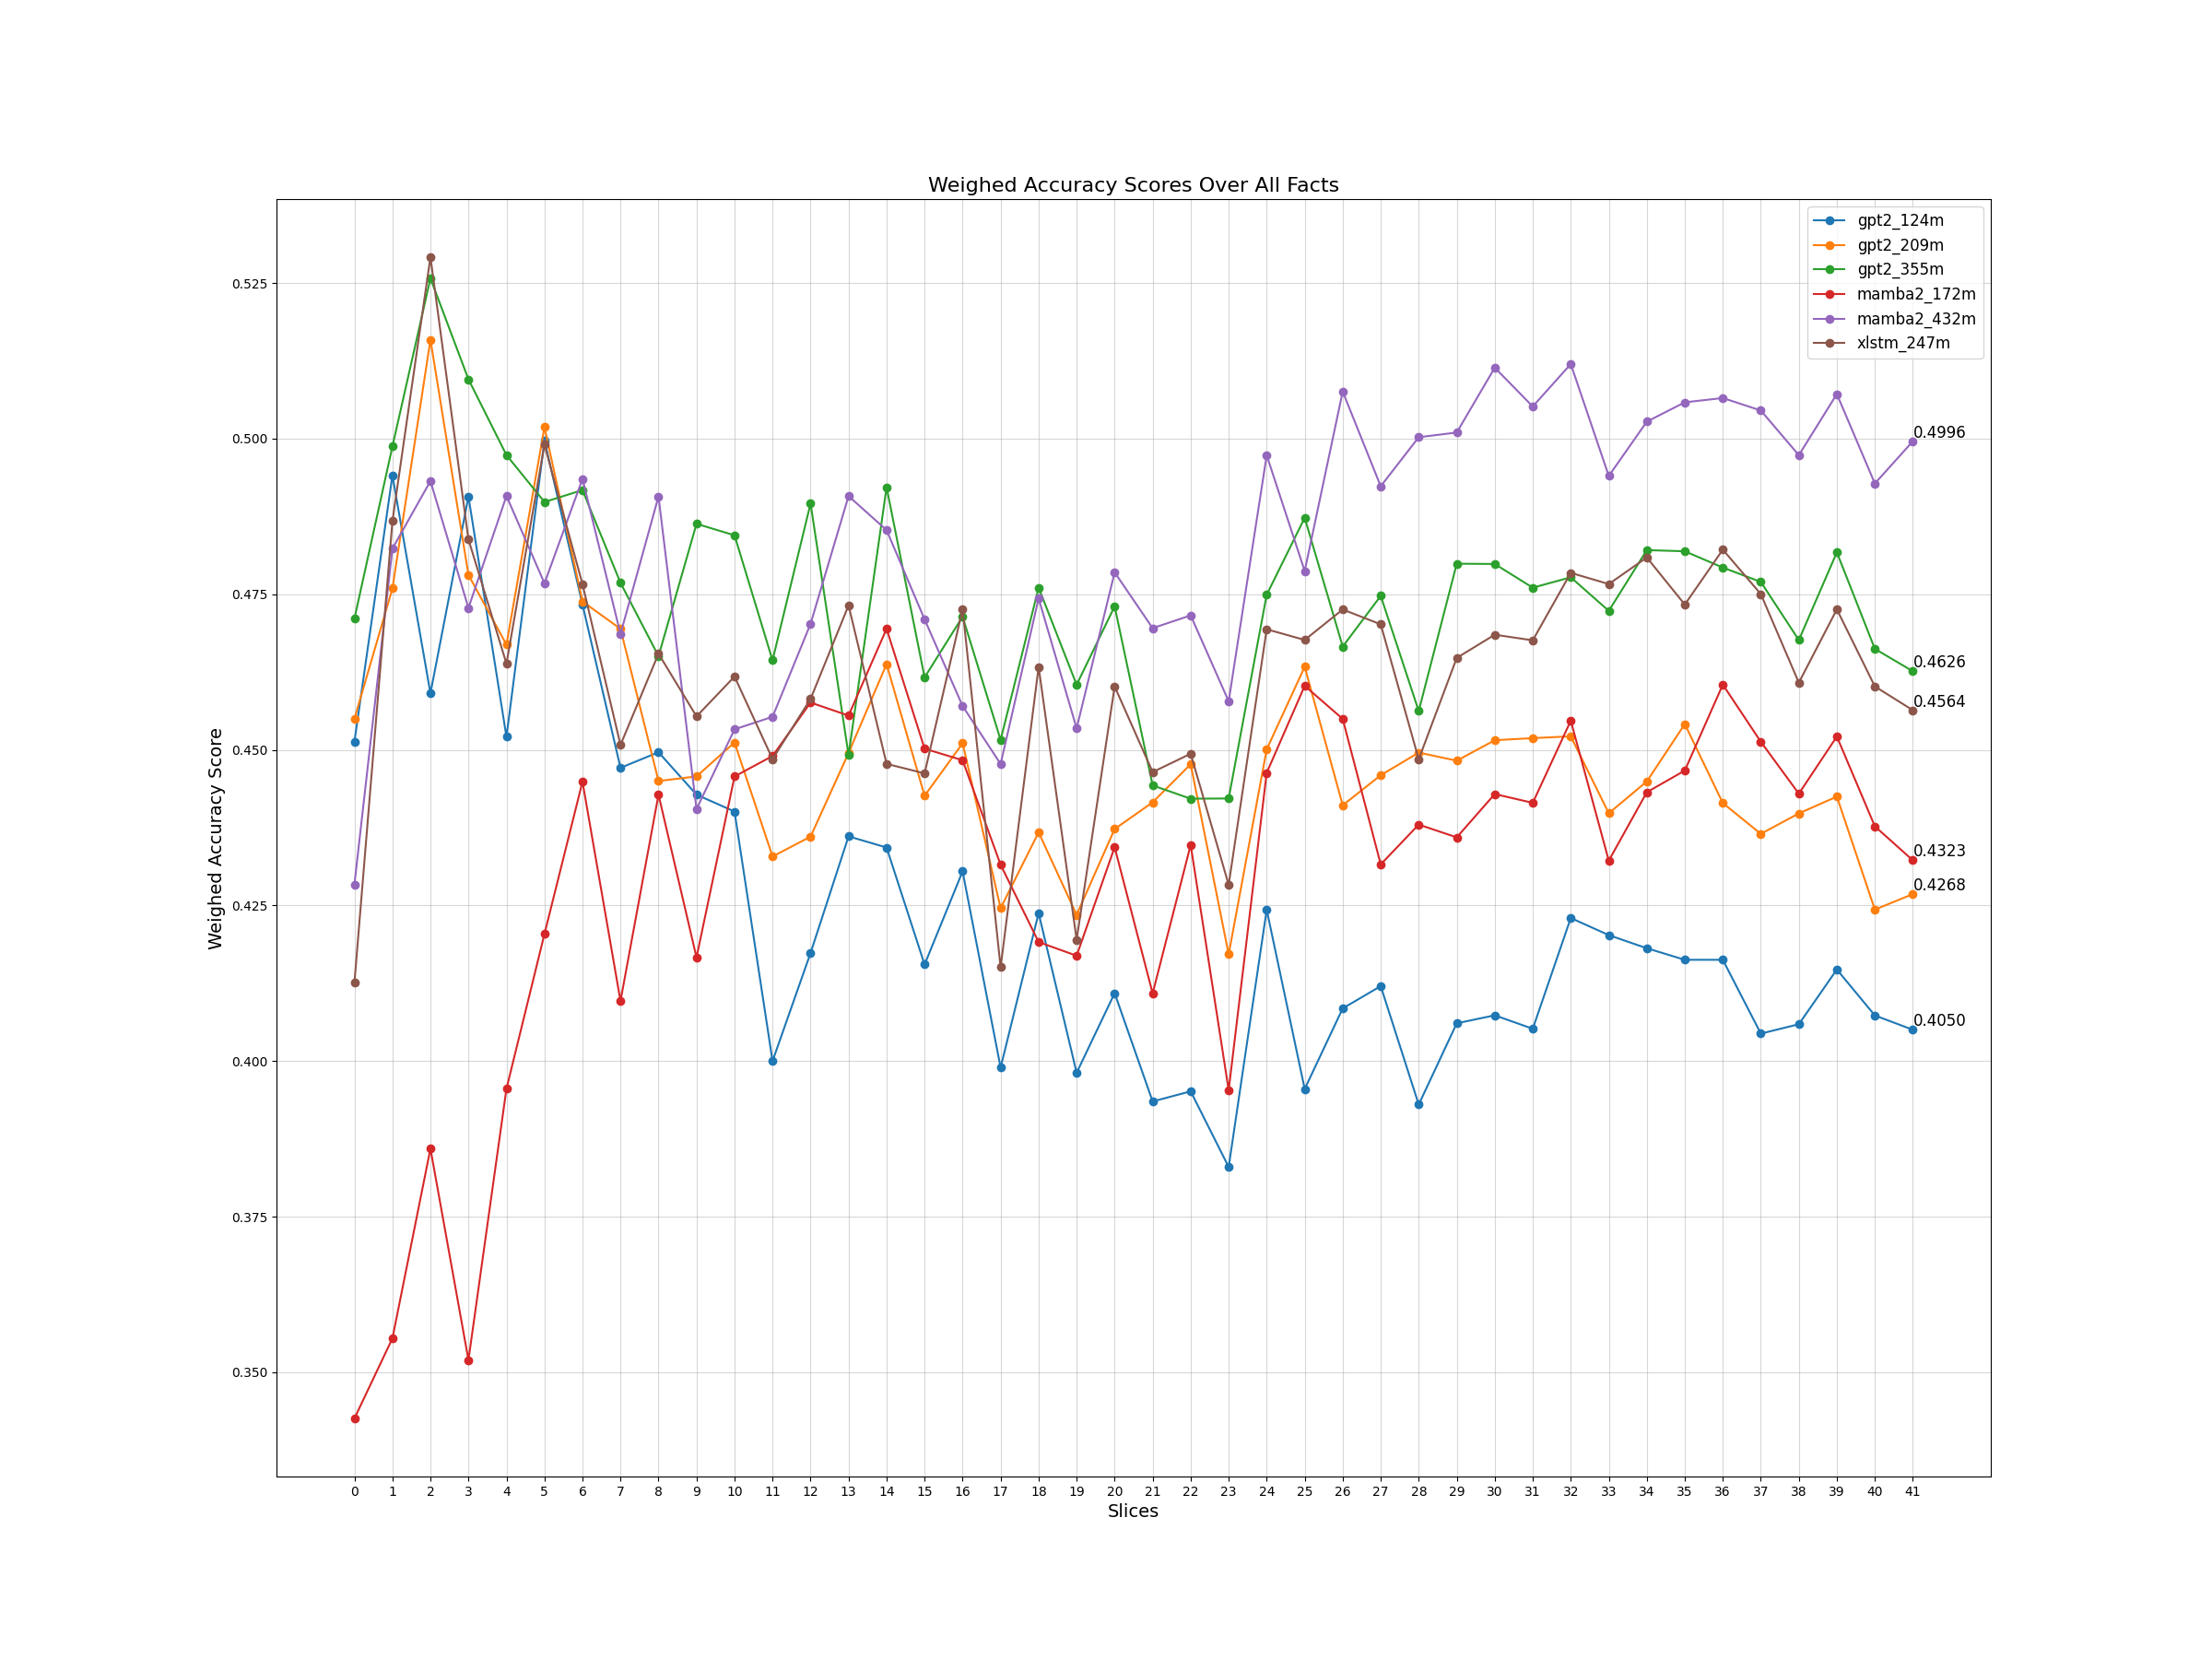 Weighed Accuracy Scores Over All Facts
gpt2_124m
gpt2_209m
gpt2_355m
mamba2_172m
mamba2_432m
xlstm_247m
0.525
0.500
0.475
0.450
0.425
0.400
0.375
0.350
Weighed Accuracy Score
0.4996
0.4626
0.4564
0.4323
0.4268
0.4050
0 1 2 3 4 5 6 7 8 9 10 11 12 13 14 15 16 17 18 19 20 21 22 23 24 25 26 27 28 29 30 31 32 33 34 35 36 37 38 39 40 41
Slices